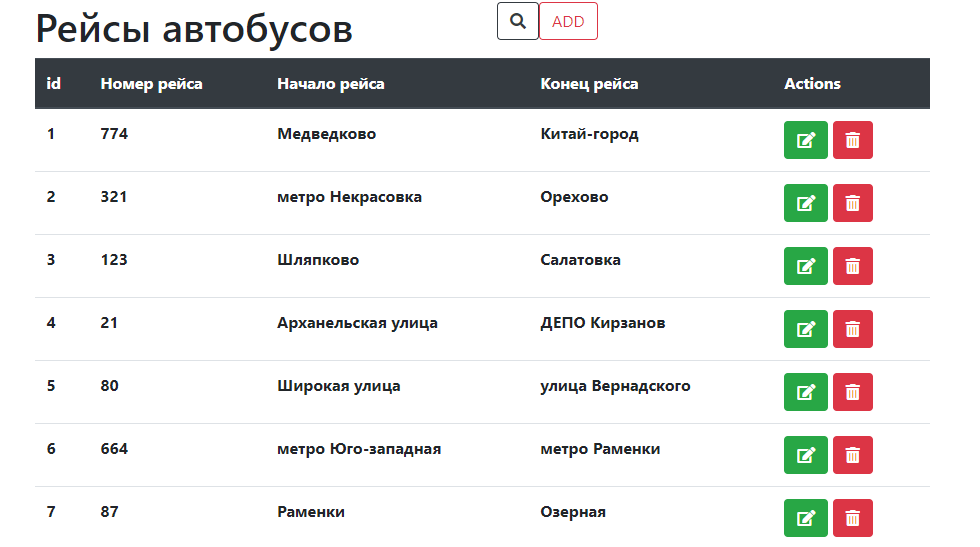 Рейсы автобусов ADD
id Номер рейса Начало рейса Конец рейса Actions
1 774 Медведково Китай-город
2 321 метро Некрасовка Орехово
3 123 Шляпково Салатовка
4 21 Арханельская улица ДЕПО Кирзанов
5 80 Широкая улица улица Вернадского
6 664 метро Юго-западная метро Раменки
7 87 Раменки Озерная